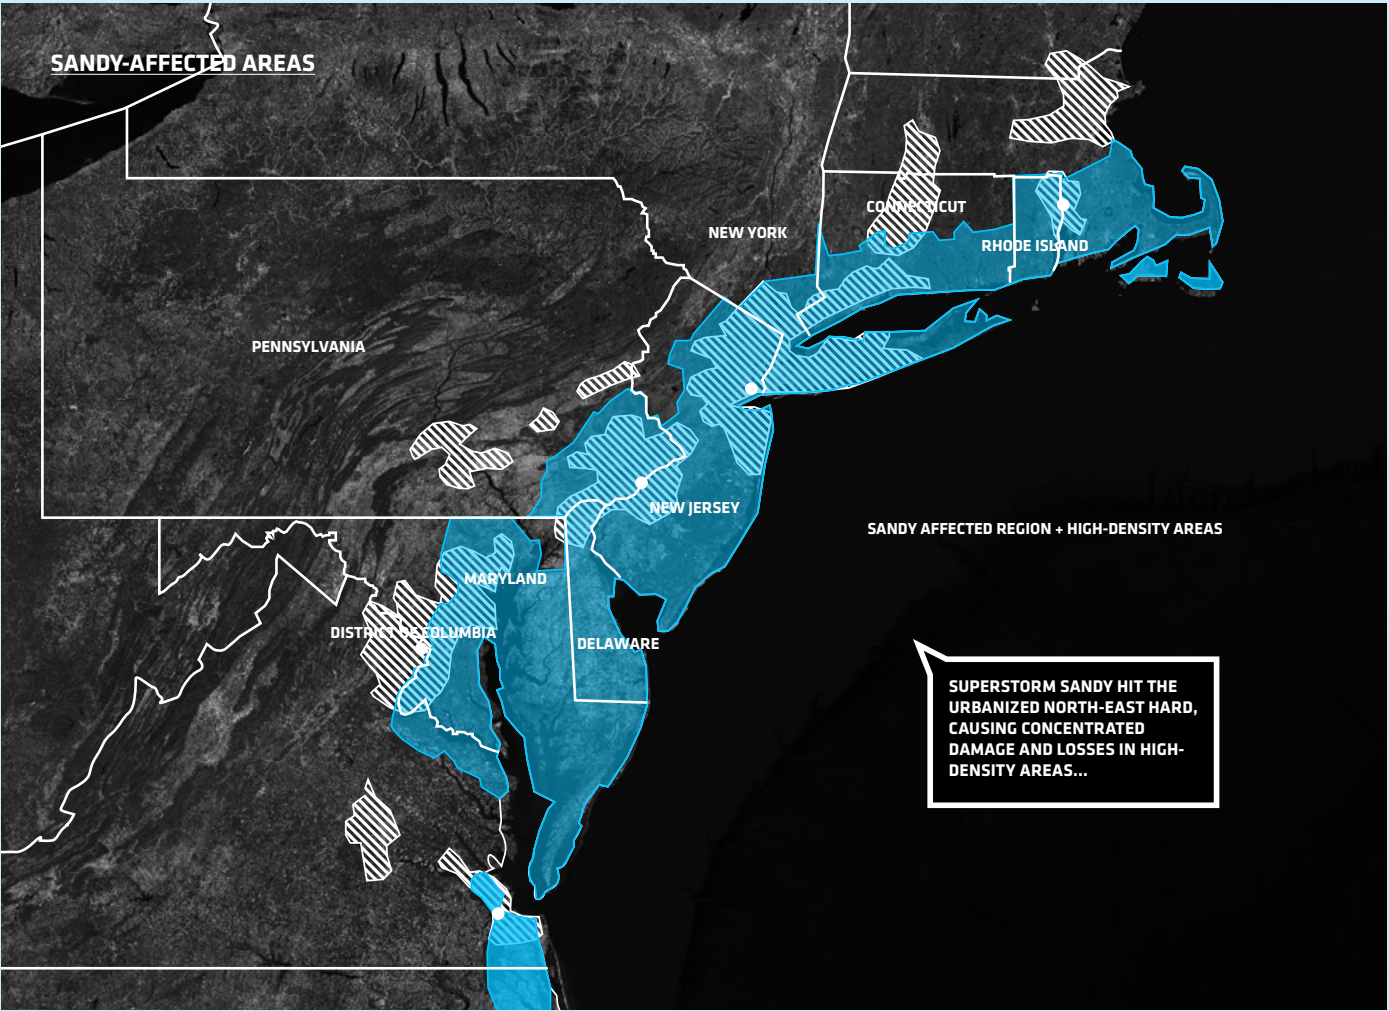 SANDY-AFFECTED AREAS
CONNECTICUT
NEW YORK
RHODE ISLAND
PENNSYLVANIA
NEW JERSEY
SANDY AFFECTED REGION + HIGH-DENSITY AREAS
MARYLAND
DISTRICT OF COLUMBIA
DELAWARE
SUPERSTORM SANDY HIT THE
URBANIZED NORTH-EAST HARD,
CAUSING CONCENTRATED
DAMAGE AND LOSSES IN HIGH-
DENSITY AREAS...